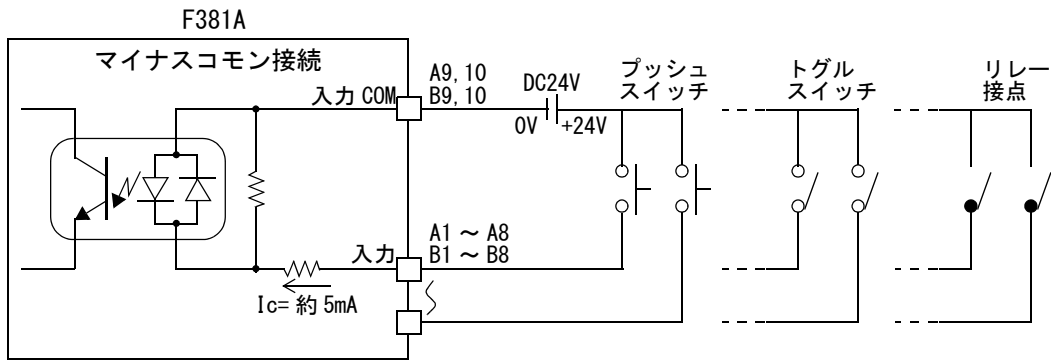 F381A
マイナスコモン接続
入力 COM
A9, 10
B9, 10
DC24V
0V
+24V
プッシュ
スイッチ
トグル
スイッチ
リレー
接点
入力
A1 ~ A8
B1 ~ B8
Ic= 約 5mA